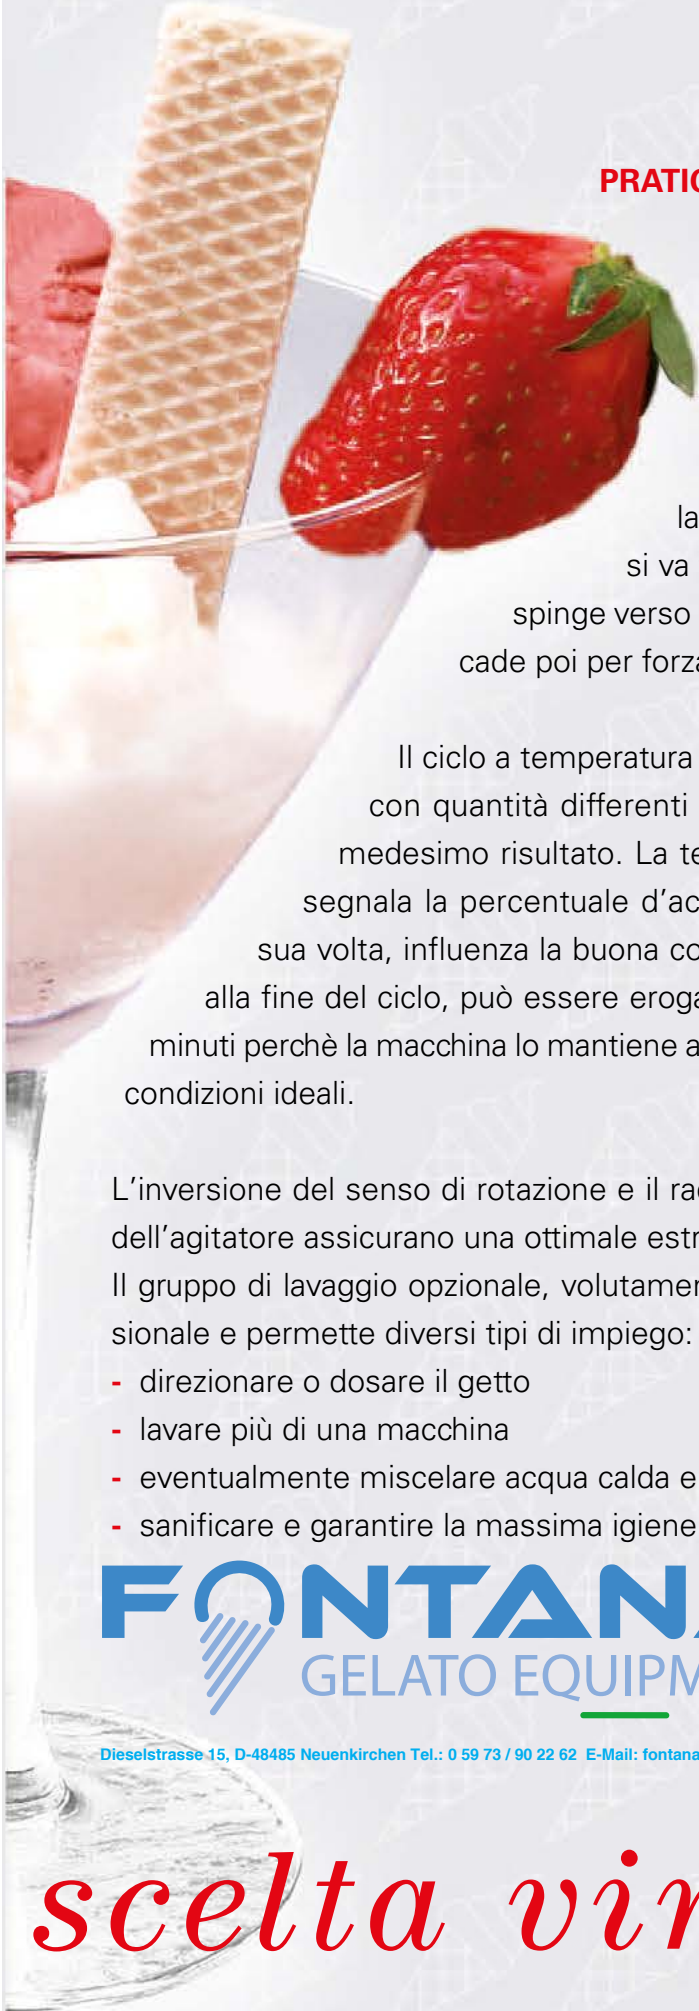 PRATIC
la
si va
spinge verso
cade poi per forza
Il ciclo a temperatura
con quantità differenti
medesimo risultato. La te
segnala la percentuale d’ac
sua volta, influenza la buona co
alla fine del ciclo, può essere eroga
minuti perchè la macchina lo mantiene a
condizioni ideali.
L’inversione del senso di rotazione e il rac
dell’agitatore assicurano una ottimale estr
Il gruppo di lavaggio opzionale, volutamen
sionale e permette diversi tipi di impiego:
- direzionare o dosare il getto
- lavare più di una macchina
- eventualmente miscelare acqua calda e
- sanificare e garantire la massima igiene
FONTANA
GELATO EQUIPM
Dieselstrasse 15, D-48485 Neuenkirchen Tel.: 0 59 73 / 90 22 62 E-Mail: fontana
scelta vin